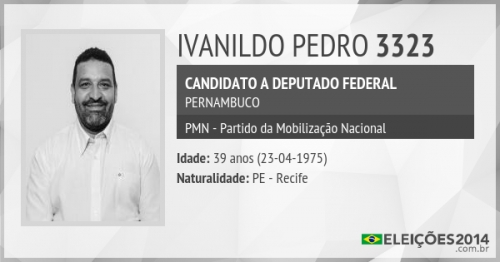 IVANILDO PEDRO 3323
CANDIDATO A DEPUTADO FEDERAL
PERNAMBUCO
PMN - Partido da Mobilização Nacional
Idade: 39 anos (23-04-1975)
Naturalidade: PE - Recife
ELEIÇÕES2014
.com.br